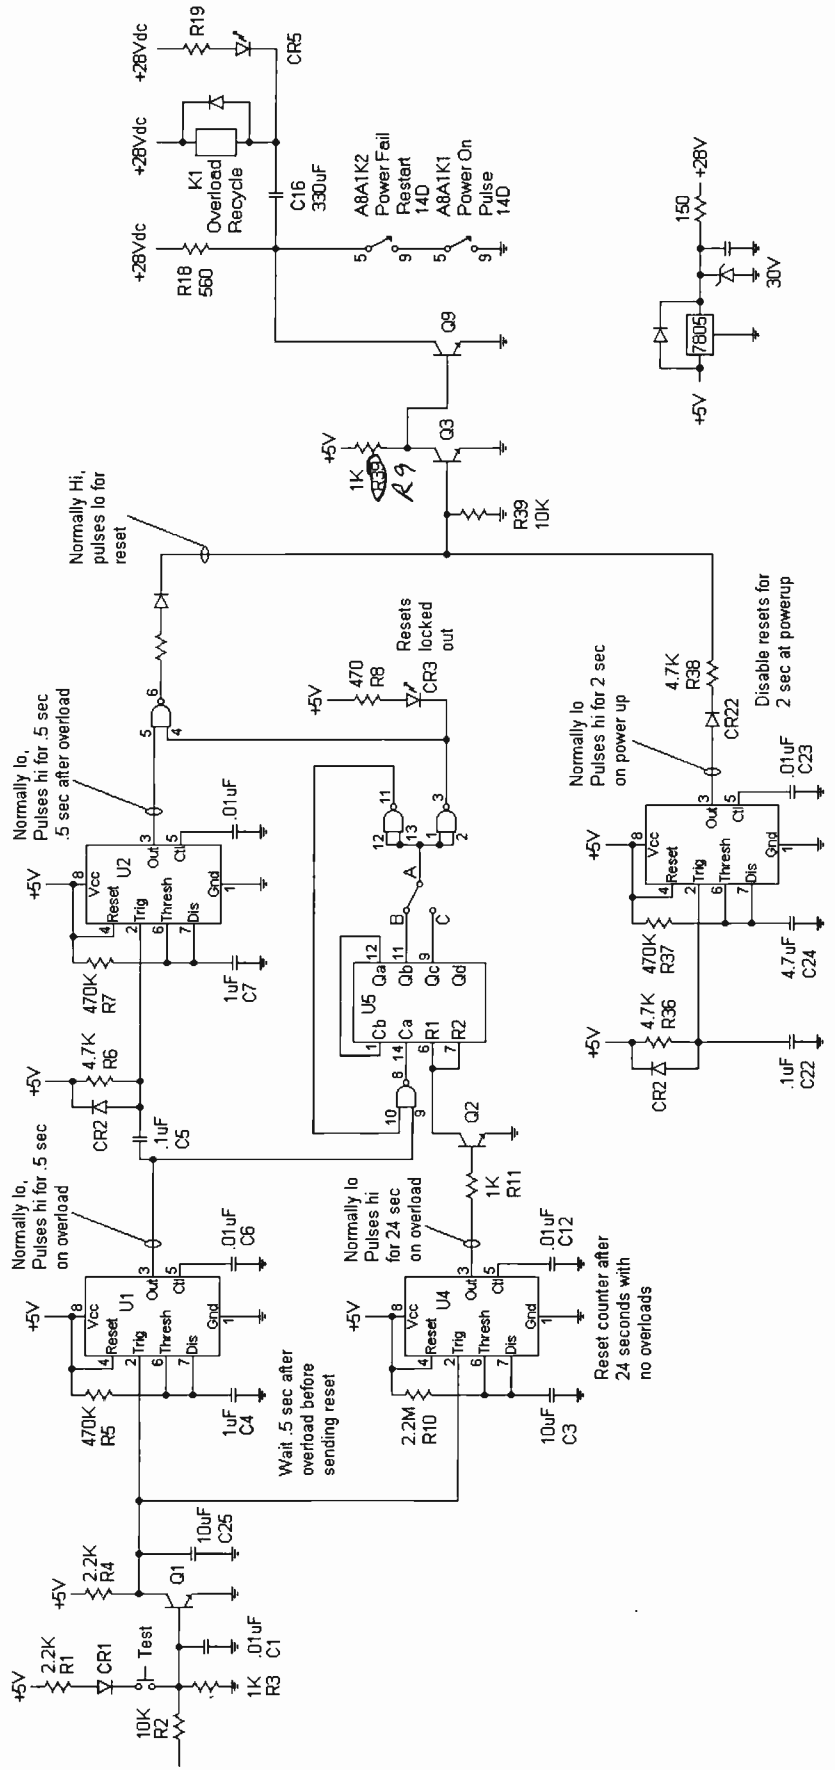 +5V
2.2K
R1
CR1
Test
10K
R2
1K
R3
.01uF
C1
+5V
2.2K
R4
Q1
10uF
C25
+5V
470K
R5
1uF
C4
8
Vcc
4
Reset
2
Trig
6
Thresh
7
Dis
U1
3
Out
5
Ctl
Gnd
1
.01uF
C6
Wait .5 sec after
overload before
sending reset
Normally lo,
Pulses hi for .5 sec
on overload
+5V
2.2M
R10
10uF
C3
8
Vcc
4
Reset
2
Trig
6
Thresh
7
Dis
U4
3
Out
5
Ctl
Gnd
1
.01uF
C12
Reset counter after
24 seconds with
no overloads
Normally lo
Pulses hi
for 24 sec
on overload
1K
R11
Q2
.1uF
C5
+5V
CR2
4.7K
R6
+5V
470K
R7
1uF
C7
8
Vcc
4
Reset
2
Trig
6
Thresh
7
Dis
U2
3
Out
5
Ctl
Gnd
1
.01uF
Normally lo,
Pulses hi for .5 sec
.5 sec after overload
10
9
8
1
Cb
14
Ca
6
R1
7
R2
U5
Qa
12
Qb
11
Qc
9
Qd
B
C
A
12
13
11
1
2
3
5
4
6
+5V
470
R8
CR3
Resets
locked
out
Normally Hi,
pulses lo for
reset
+5V
CR2
4.7K
R36
.1uF
C22
+5V
470K
R37
4.7uF
C24
8
Vcc
4
Reset
2
Trig
6
Thresh
7
Dis
3
Out
5
Ctl
Gnd
1
.01uF
C23
Normally lo
Pulses hi for 2 sec
on power up
CR22
4.7K
R38
Disable resets for
2 sec at powerup
R39
10K
+5V
1K
R39
R9
Q3
Q9
+28Vdc
R18
560
C16
330uF
+28Vdc
K1
Overload
Recycle
+28Vdc
R19
CR5
5
9
A8A1K2
Power Fail
Restart
14D
5
9
A8A1K1
Power On
Pulse
14D
+5V
7805
30V
150
+28V